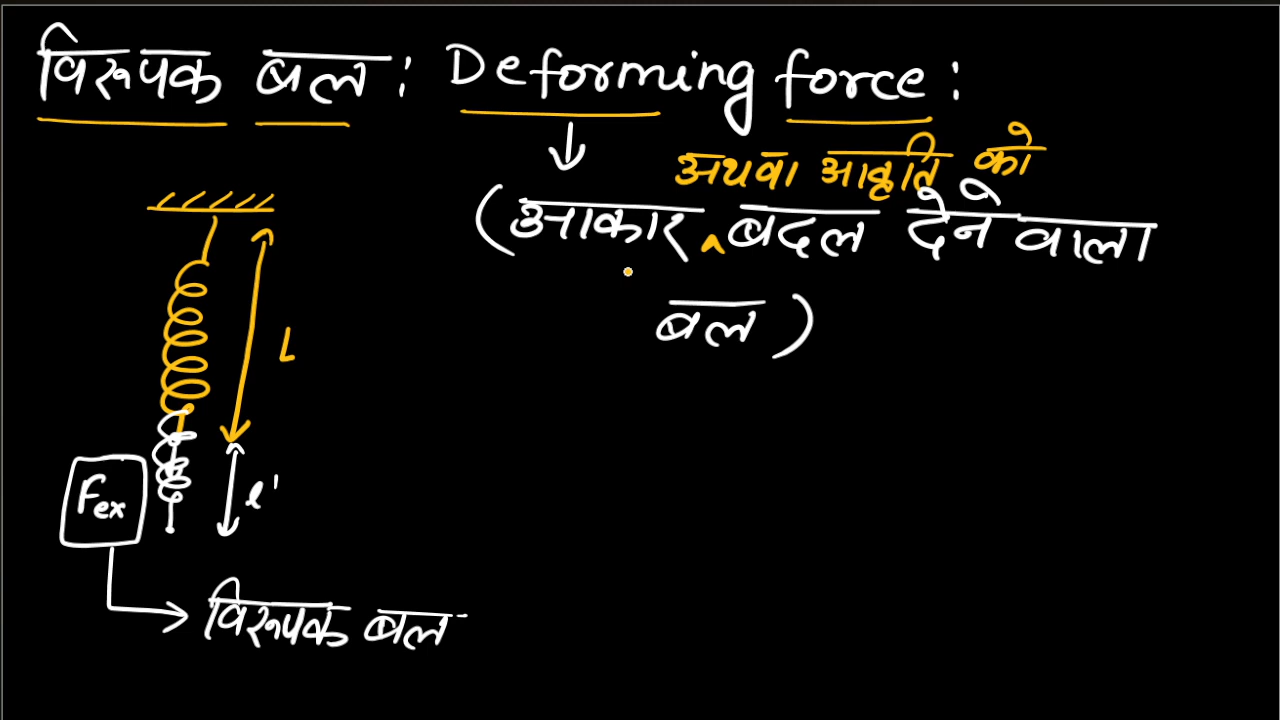 विरूपक बल : Deforming force :
अथवा आकृति को
(आकार ^ बदल देने वाला
बल)
L
Fex
l'
विरूपक बल